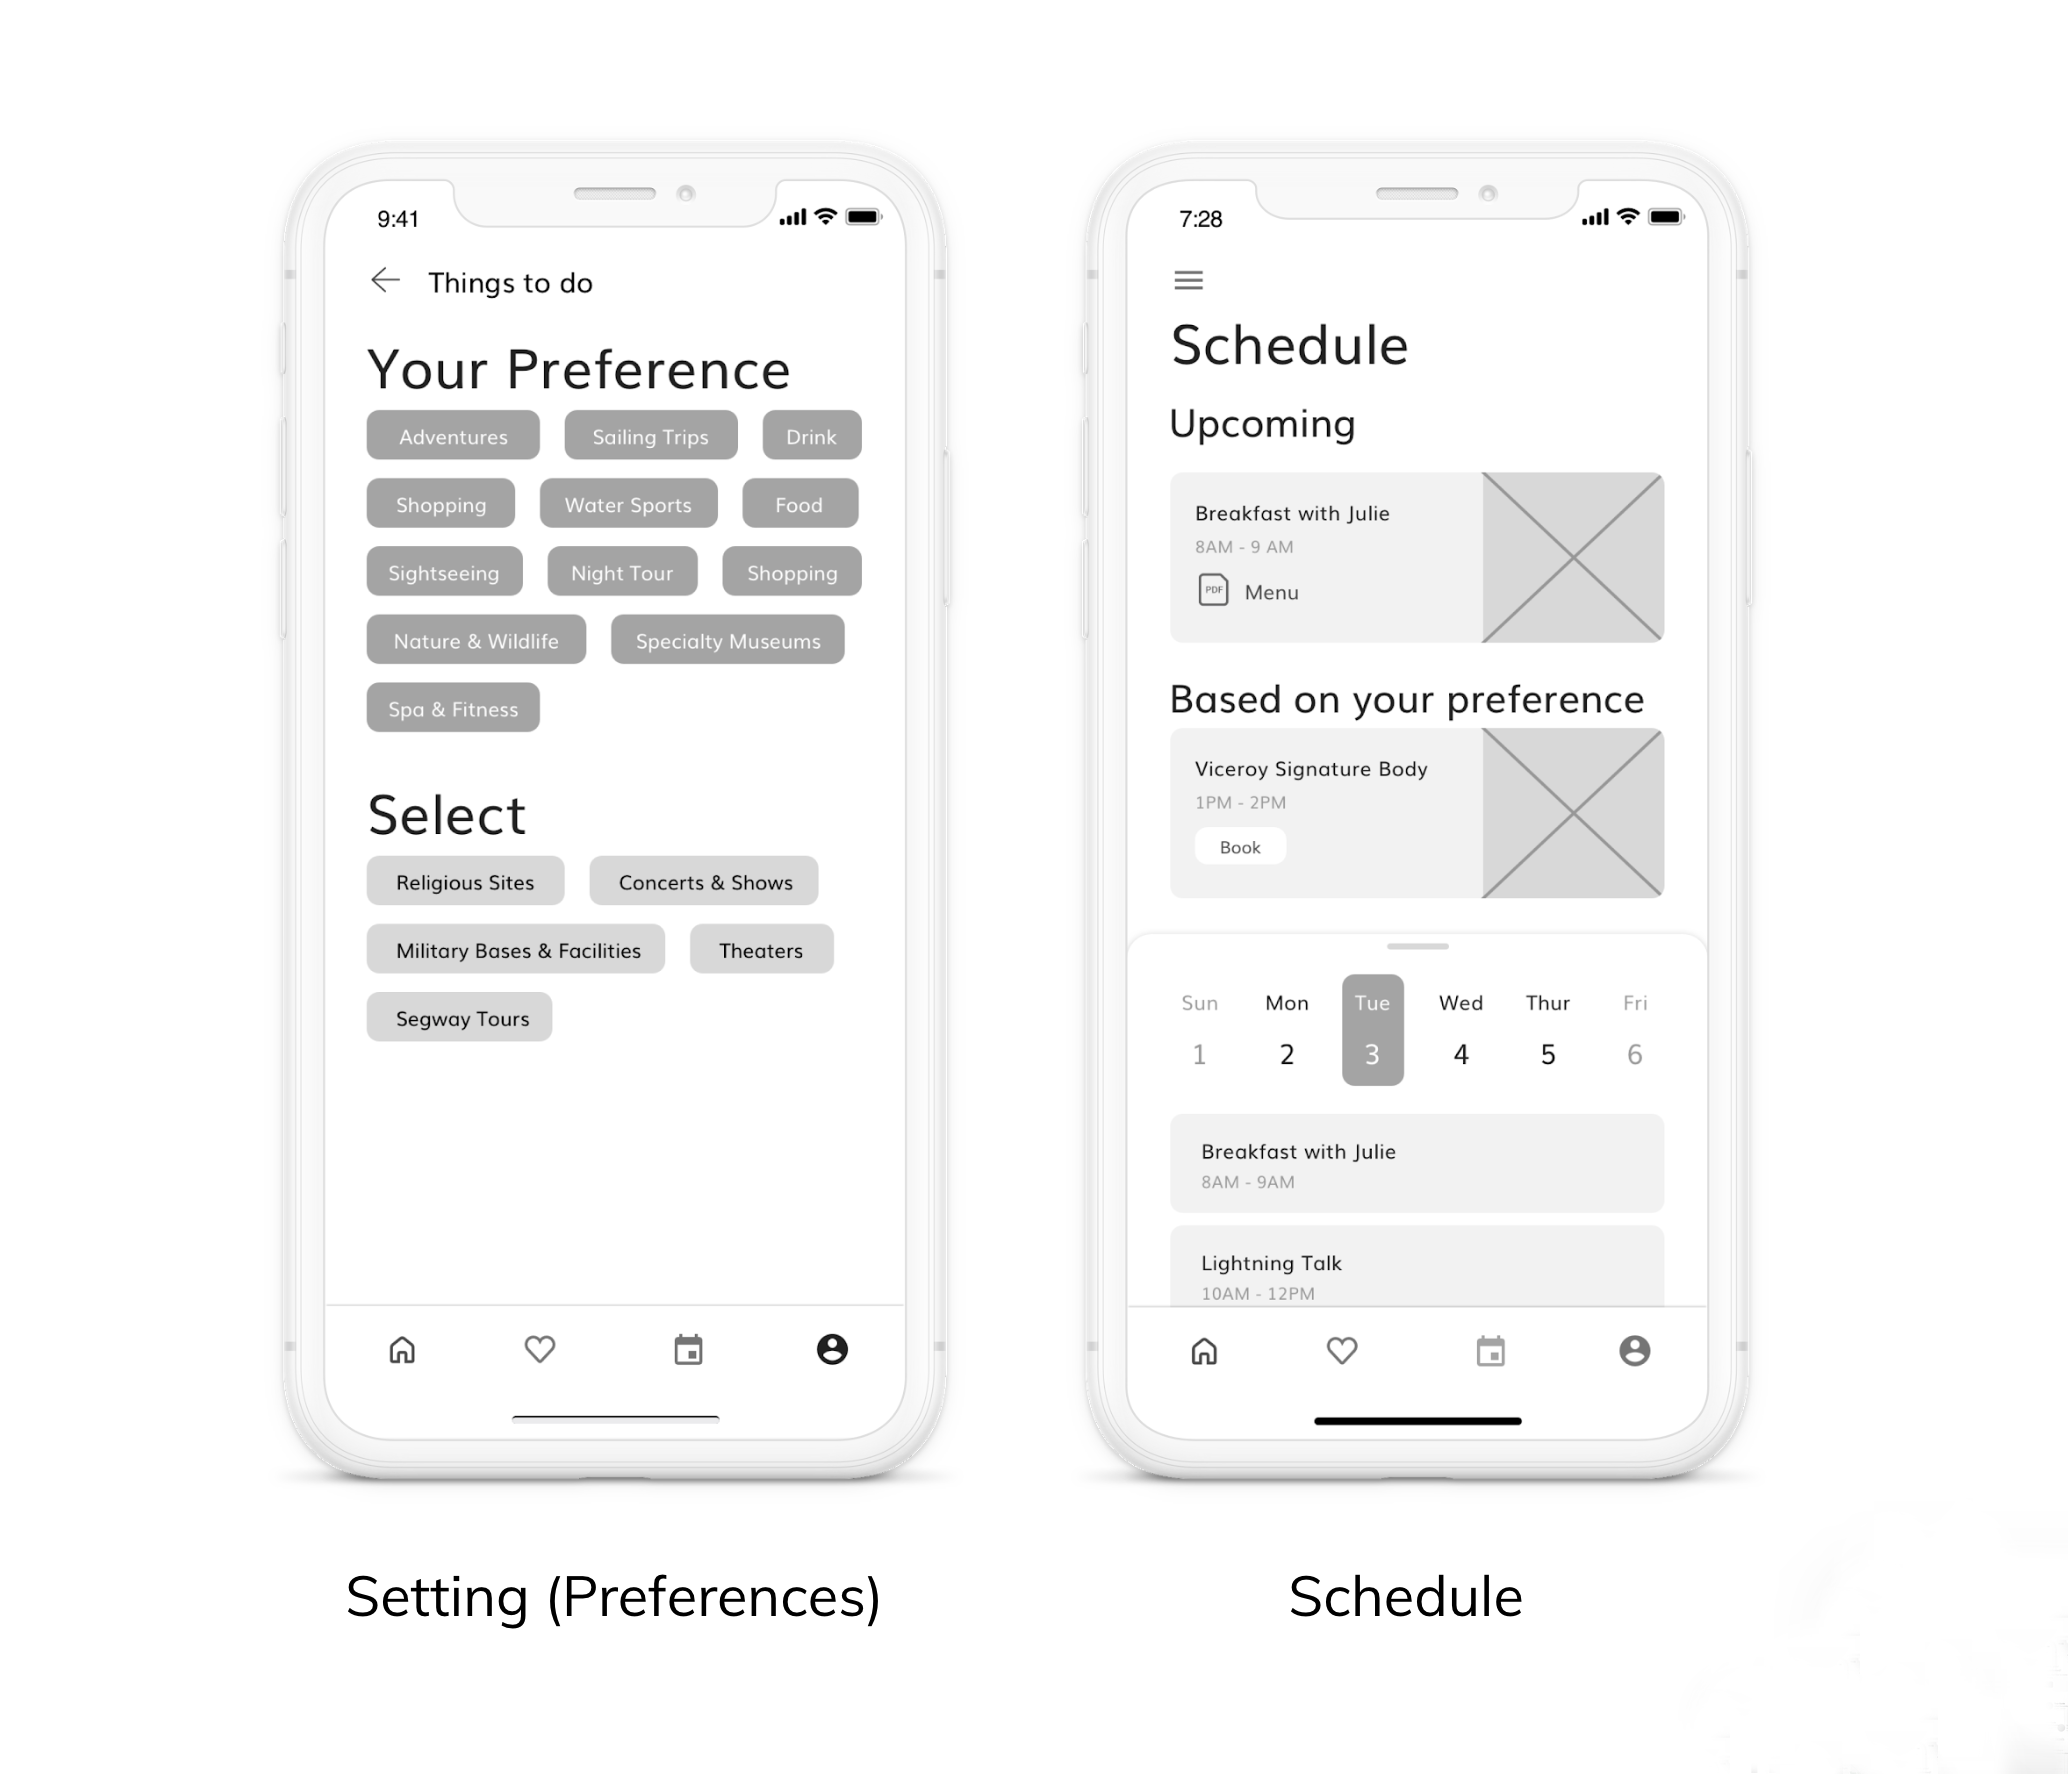 9:41
Things to do
Your Preference
Adventures Sailing Trips Drink
Shopping Water Sports Food
Sightseeing Night Tour Shopping
Nature & Wildlife Specialty Museums
Spa & Fitness
Select
Religious Sites Concerts & Shows
Military Bases & Facilities Theaters
Segway Tours
Setting (Preferences)
7:28
Schedule
Upcoming
Breakfast with Julie
8AM - 9 AM
PDF Menu
Based on your preference
Viceroy Signature Body
1PM - 2PM
Book
Sun Mon Tue Wed Thur Fri
1 2 3 4 5 6
Breakfast with Julie
8AM - 9AM
Lightning Talk
10AM - 12PM
Schedule